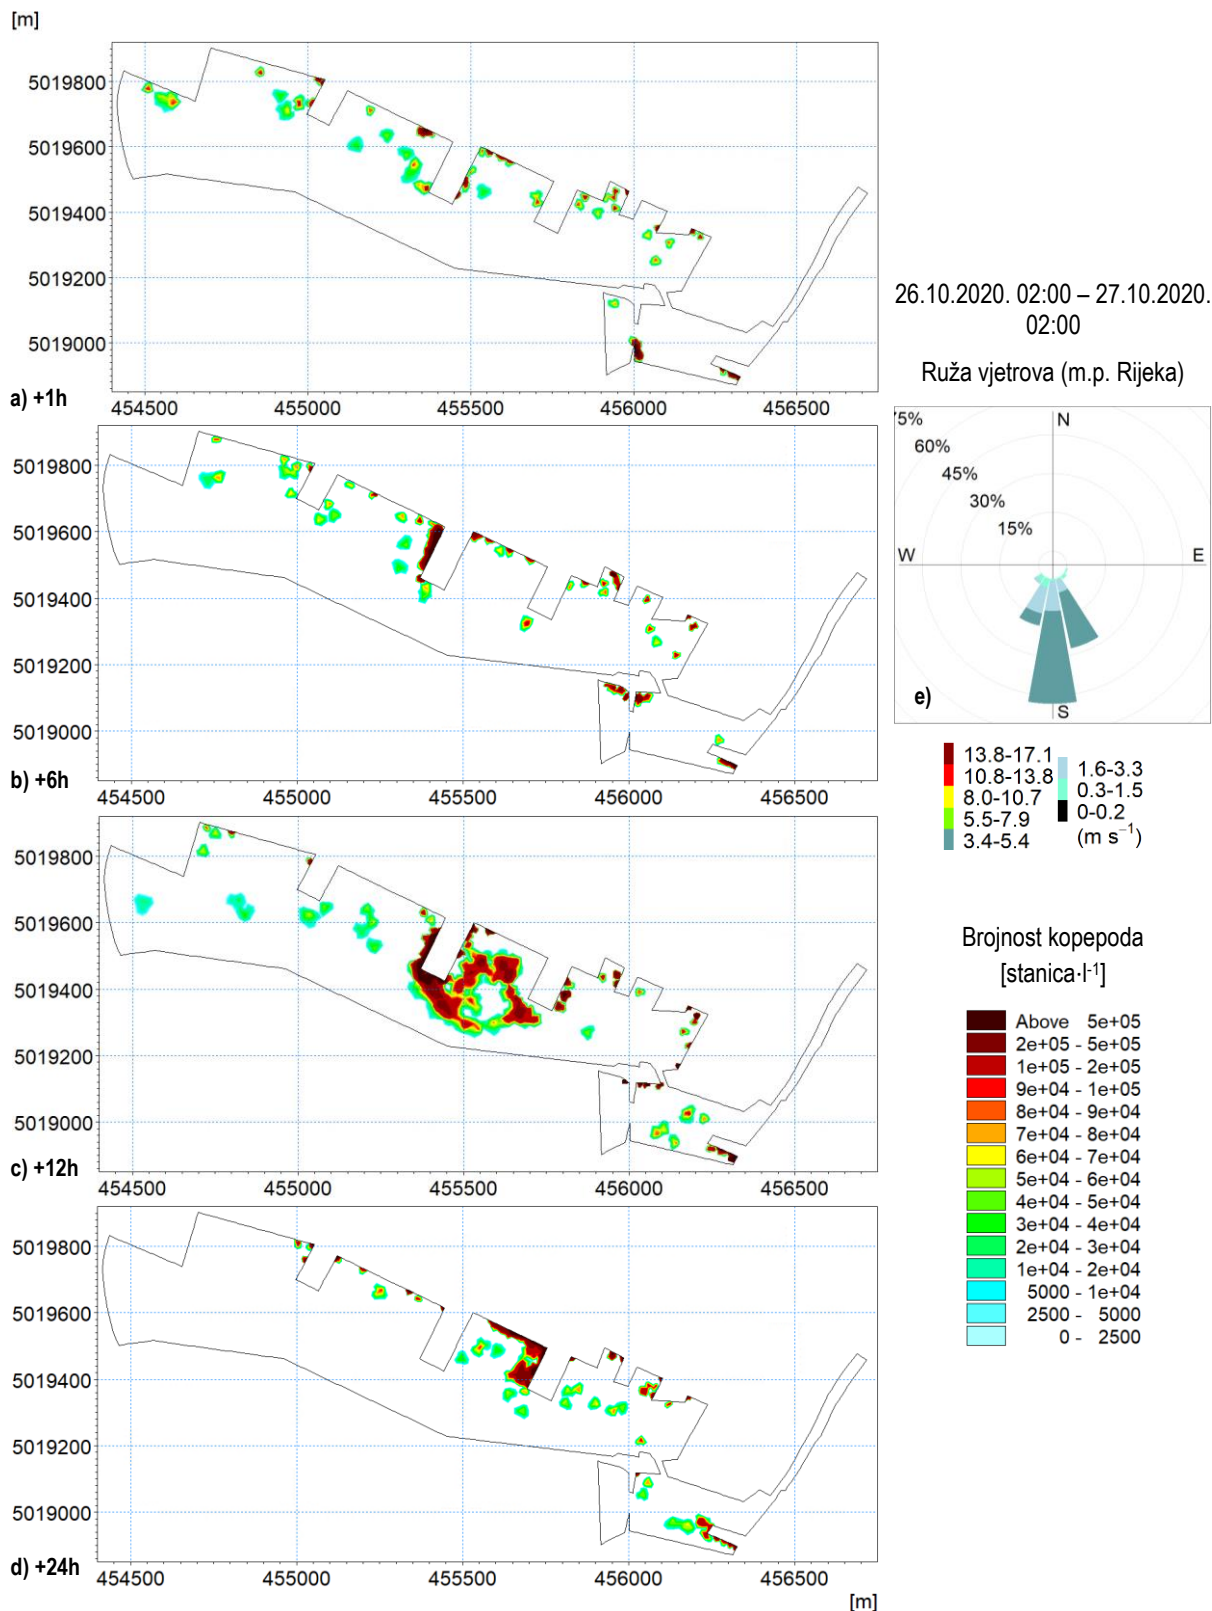 [m]
5019800
5019600
5019400
5019200
5019000
a) +1h
454500 455000 455500 456000 456500
5019800
5019600
5019400
5019200
5019000
b) +6h
454500 455000 455500 456000 456500
5019800
5019600
5019400
5019200
5019000
c) +12h
454500 455000 455500 456000 456500
5019800
5019600
5019400
5019200
5019000
d) +24h
454500 455000 455500 456000 456500
[m]
26.10.2020. 02:00 – 27.10.2020.
02:00
Ruža vjetrova (m.p. Rijeka)
N
5%
60%
45%
30%
15%
W E
e)
S
13.8-17.1
10.8-13.8
8.0-10.7
5.5-7.9
3.4-5.4
1.6-3.3
0.3-1.5
0-0.2
(m s⁻¹)
Brojnost kopepoda
[stanica·l⁻¹]
Above 5e+05
2e+05 - 5e+05
1e+05 - 2e+05
9e+04 - 1e+05
8e+04 - 9e+04
7e+04 - 8e+04
6e+04 - 7e+04
5e+04 - 6e+04
4e+04 - 5e+04
3e+04 - 4e+04
2e+04 - 3e+04
1e+04 - 2e+04
5000 - 1e+04
2500 - 5000
0 - 2500